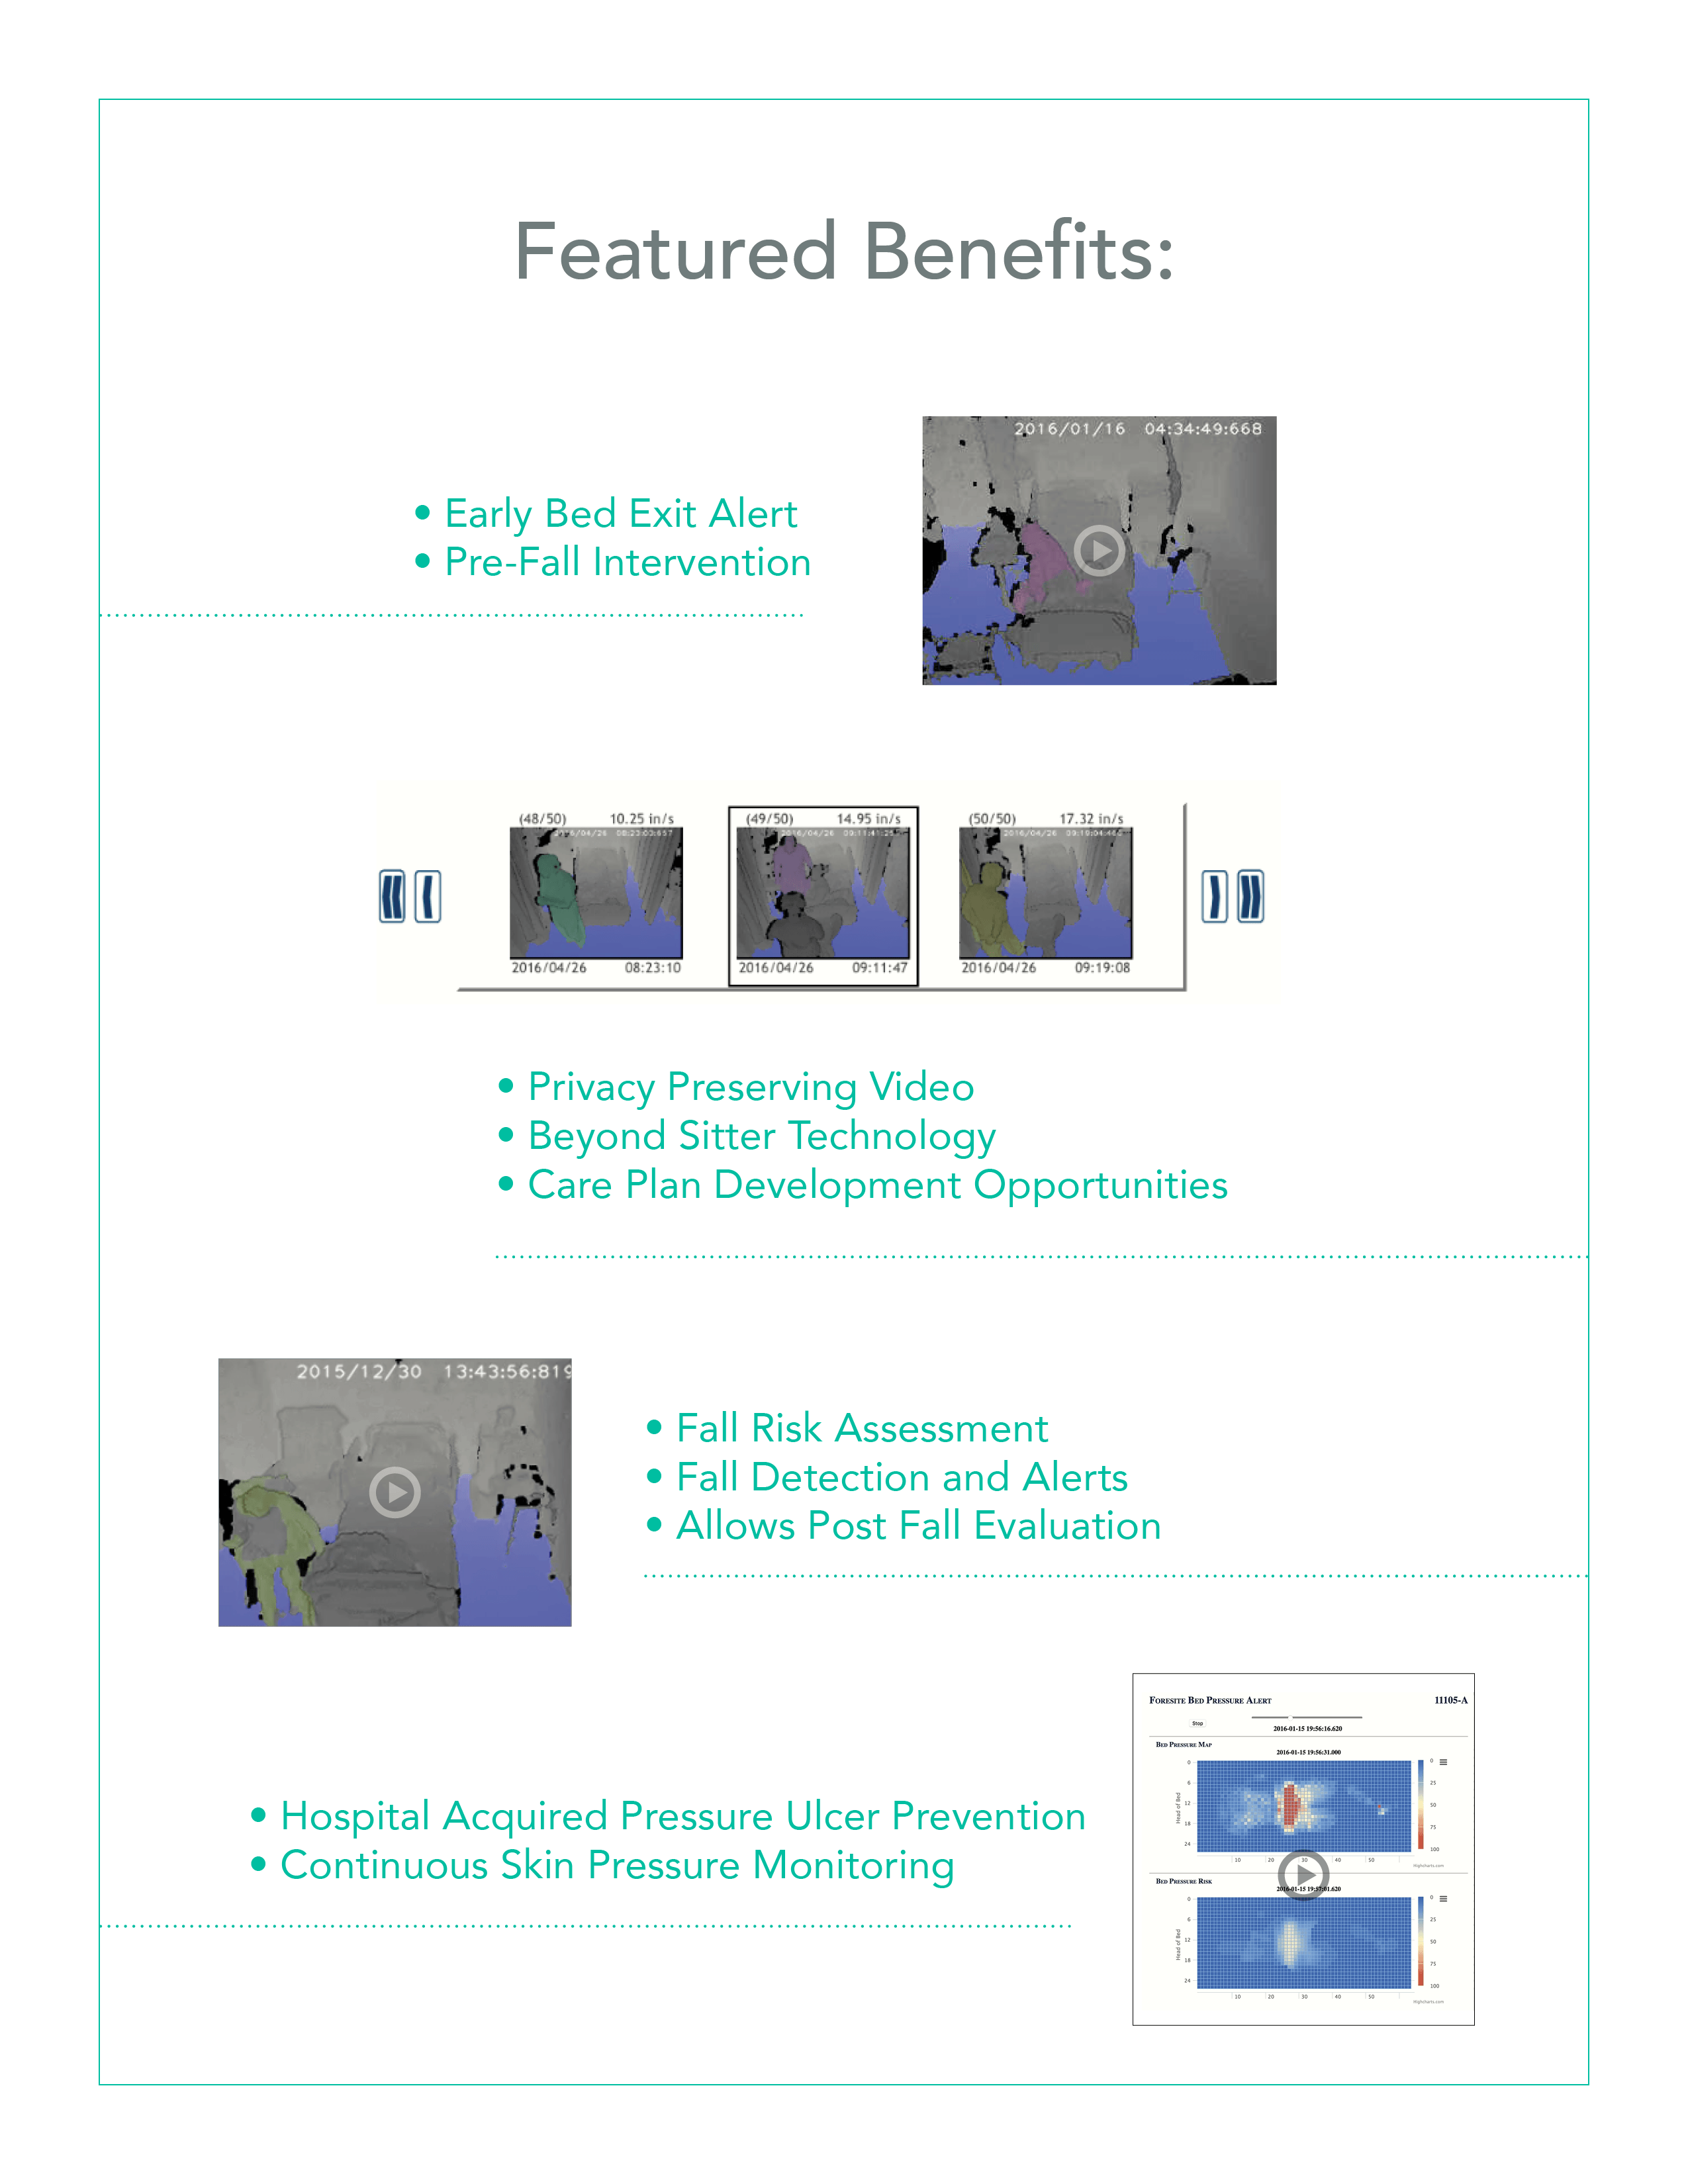 Featured Benefits:
2016/01/16 04:34:49:668
• Early Bed Exit Alert
• Pre-Fall Intervention
(48/50) 10.25 in/s
(49/50) 14.95 in/s
(50/50) 17.32 in/s
2016/04/26 08:23:10
2016/04/26 09:11:47
2016/04/26 09:19:08
• Privacy Preserving Video
• Beyond Sitter Technology
• Care Plan Development Opportunities
2015/12/30 13:43:56:819
• Fall Risk Assessment
• Fall Detection and Alerts
• Allows Post Fall Evaluation
• Hospital Acquired Pressure Ulcer Prevention
• Continuous Skin Pressure Monitoring
Foresite Bed Pressure Alert 11105-A
Stop
2016-01-15 19:56:16.620
Bed Pressure Map
2016-01-15 19:56:31.000
Head of Bed
0
6
12
18
24
10 20 30 40 50
0
25
50
75
100
Highcharts.com
Bed Pressure Risk
2016-01-15 19:57:01.620
Head of Bed
0
6
12
18
24
10 20 30 40 50
0
25
50
75
100
Highcharts.com